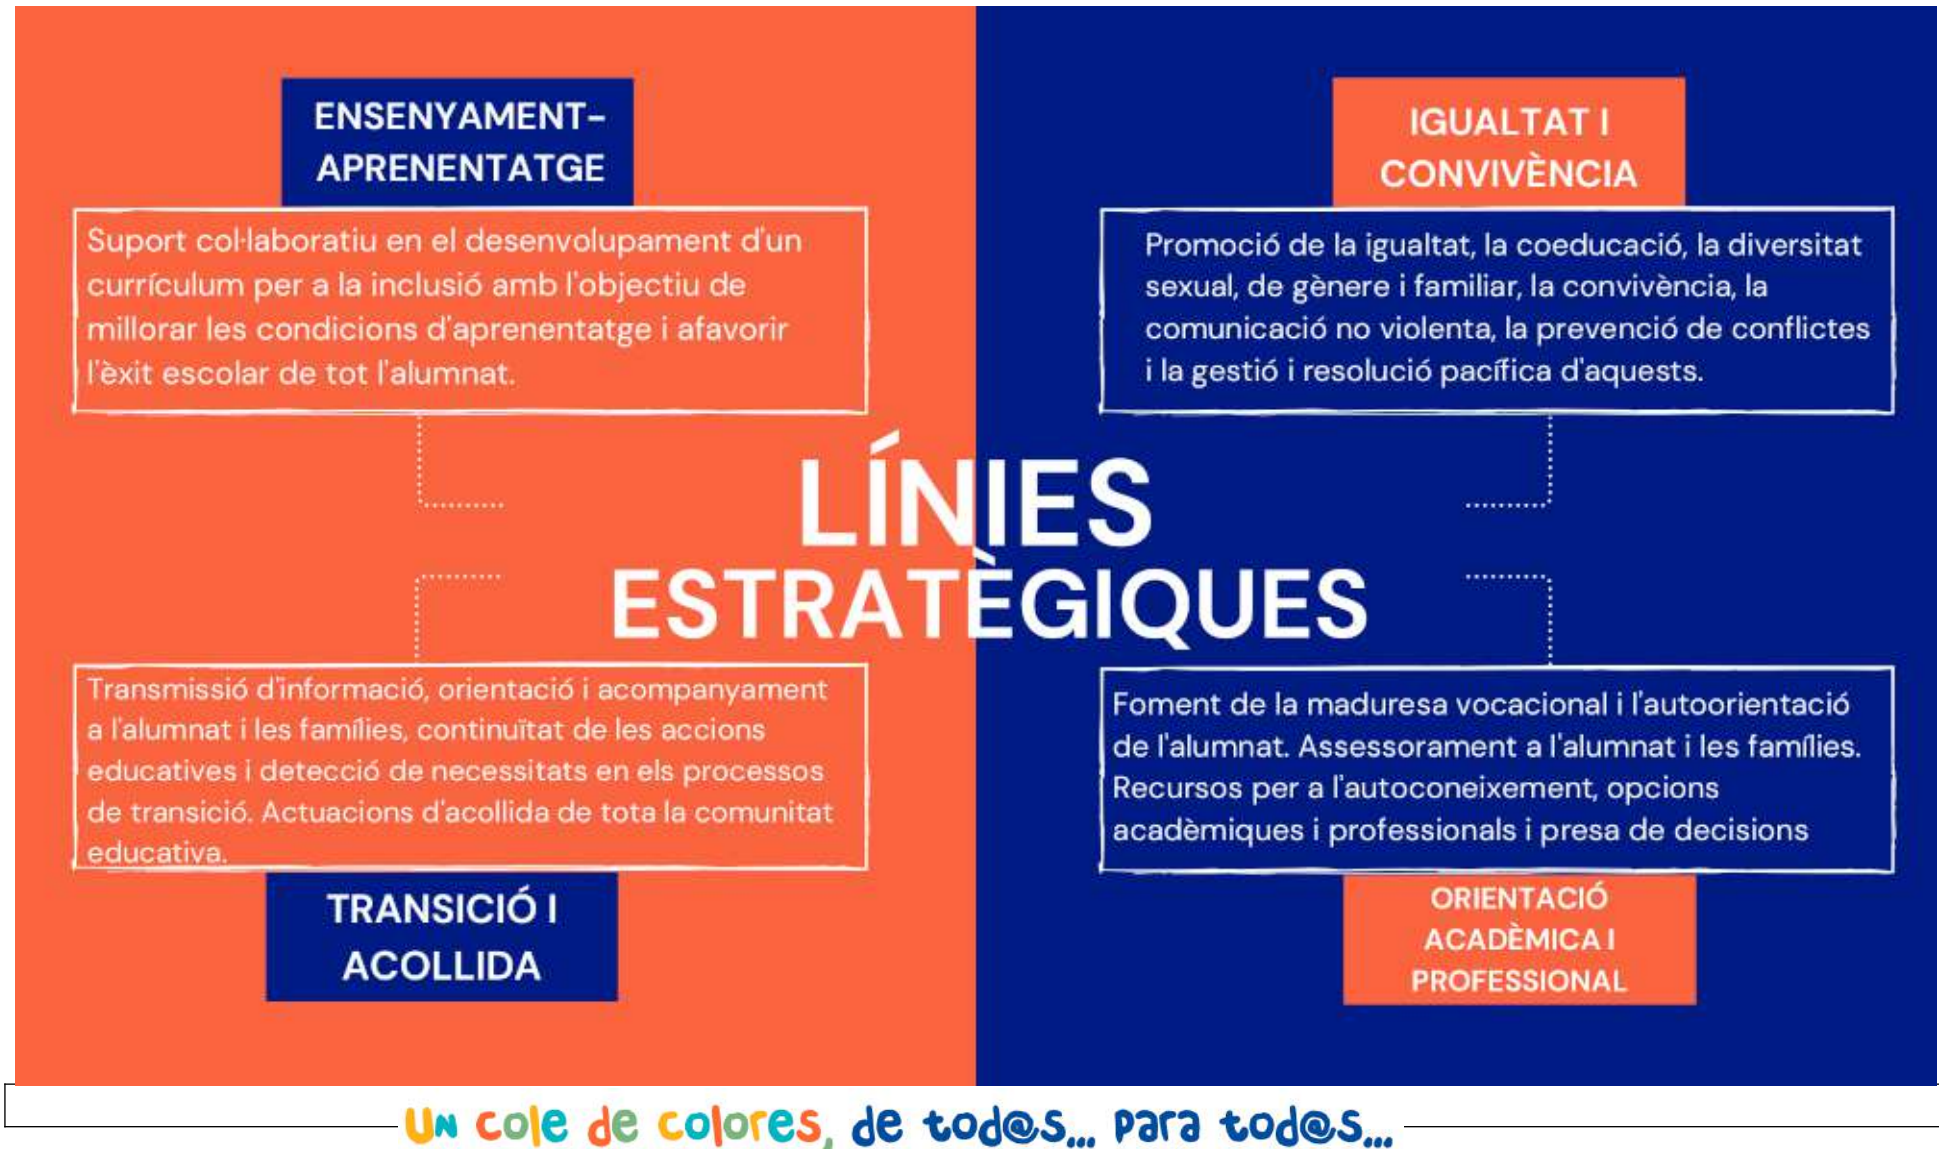 ENSENYAMENT-
APRENENTATGE
Suport col·laboratiu en el desenvolupament d'un
currículum per a la inclusió amb l'objectiu de
millorar les condicions d'aprenentatge i afavorir
l'èxit escolar de tot l'alumnat.
IGUALTAT I
CONVIVÈNCIA
Promoció de la igualtat, la coeducació, la diversitat
sexual, de gènere i familiar, la convivència, la
comunicació no violenta, la prevenció de conflictes
i la gestió i resolució pacífica d'aquests.
LÍNIES
ESTRATÈGIQUES
Transmissió d'informació, orientació i acompanyament
a l'alumnat i les famílies, continuïtat de les accions
educatives i detecció de necessitats en els processos
de transició. Actuacions d'acollida de tota la comunitat
educativa.
TRANSICIÓ I
ACOLLIDA
Foment de la maduresa vocacional i l'autoorientació
de l'alumnat. Assessorament a l'alumnat i les famílies.
Recursos per a l'autoconeixement, opcions
acadèmiques i professionals i presa de decisions
ORIENTACIÓ
ACADÈMICA I
PROFESSIONAL
Un cole de colores, de tod@s... para tod@s...